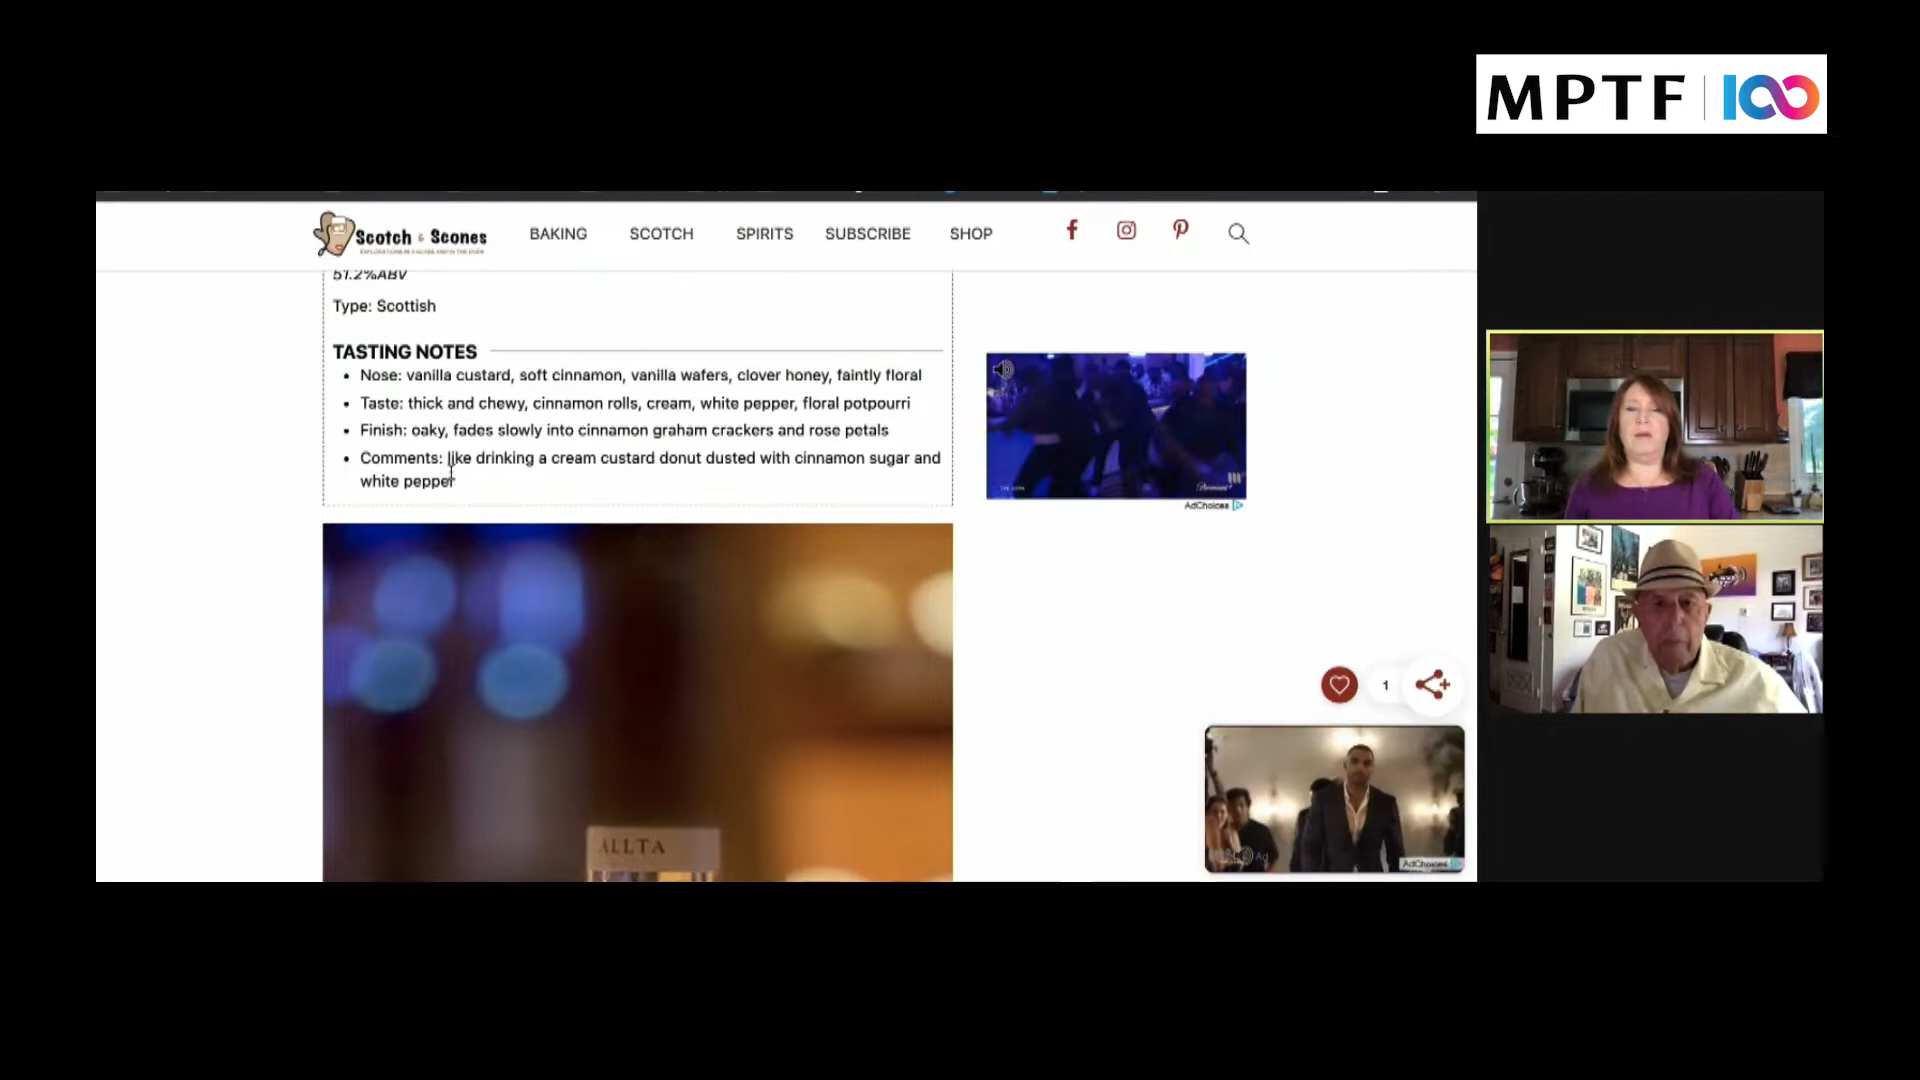 MPTF 100
Scotch & Scones
BAKING
SCOTCH
SPIRITS
SUBSCRIBE
SHOP
51.2%ABV
Type: Scottish
TASTING NOTES
Nose: vanilla custard, soft cinnamon, vanilla wafers, clover honey, faintly floral
Taste: thick and chewy, cinnamon rolls, cream, white pepper, floral potpourri
Finish: oaky, fades slowly into cinnamon graham crackers and rose petals
Comments: like drinking a cream custard donut dusted with cinnamon sugar and
white pepper
AdChoices
1
ALLTA
Ad
AdChoices